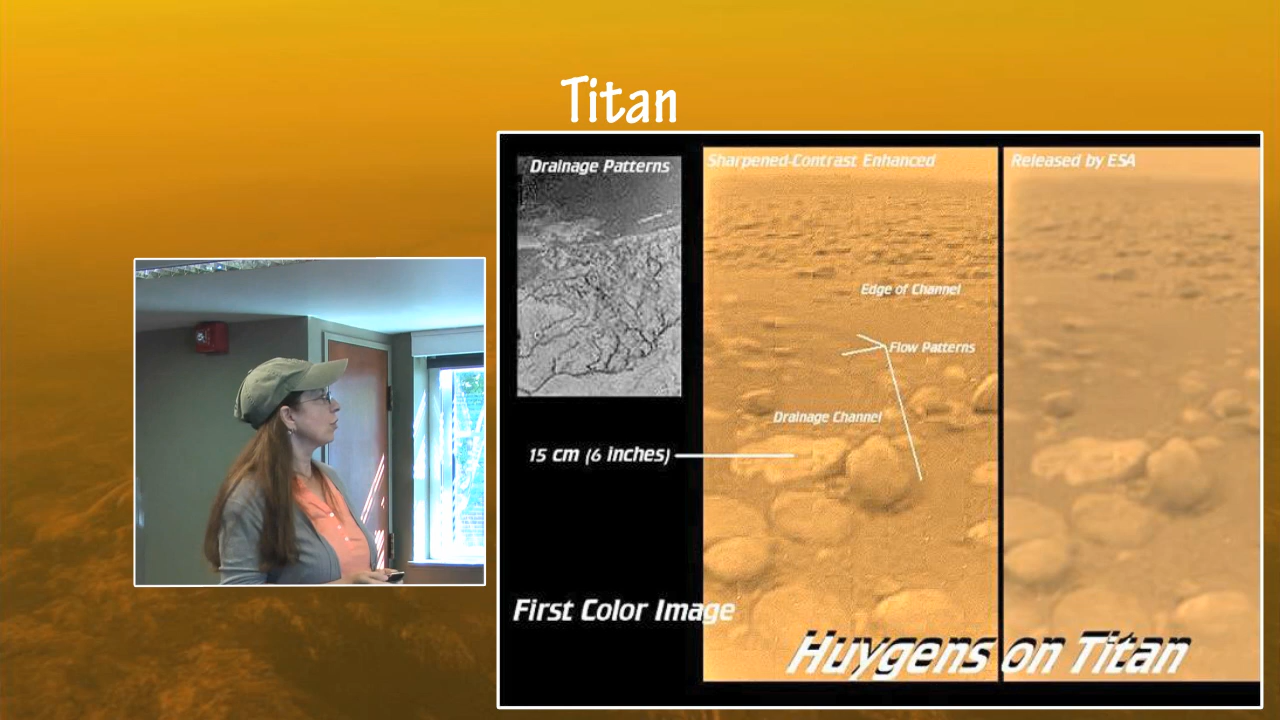 Titan
Drainage Patterns
Sharpened-Contrast Enhanced
Released by ESA
Edge of Channel
Flow Patterns
Drainage Channel
15 cm (6 inches)
First Color Image
Huygens on Titan